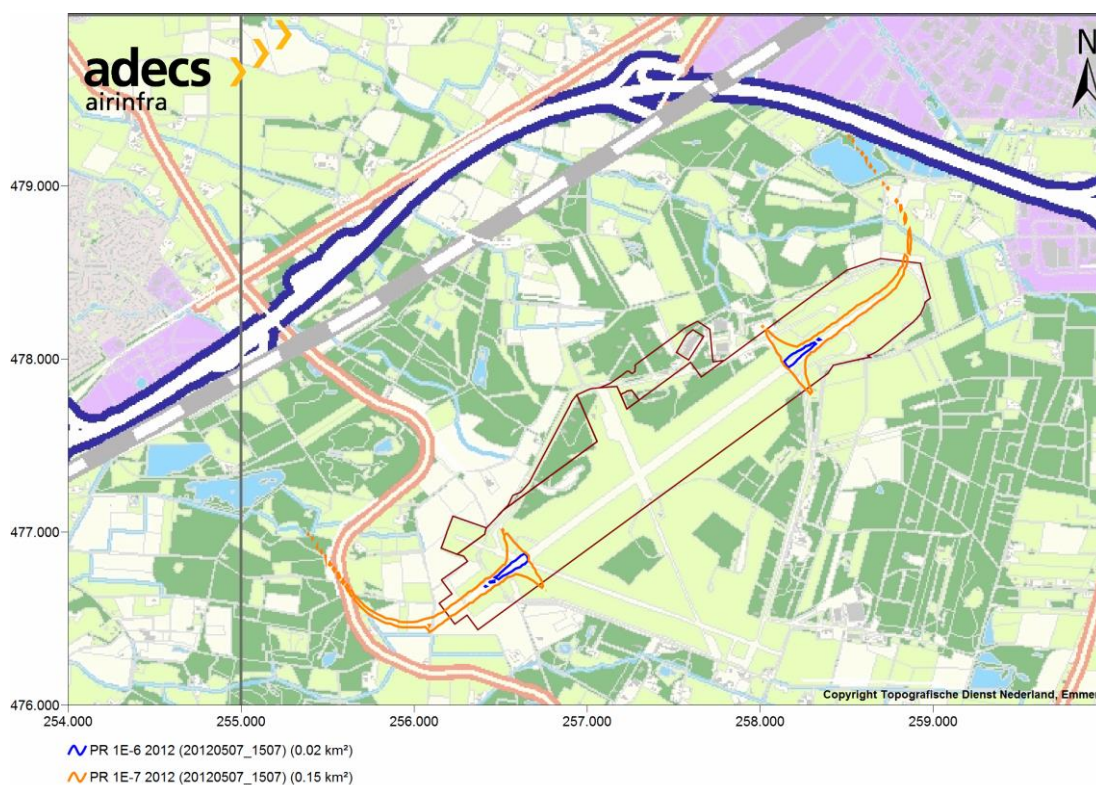 adecs
airinfra
N
479.000
478.000
477.000
476.000
Copyright Topografische Dienst Nederland, Emmen
254.000 255.000 256.000 257.000 258.000 259.000
PR 1E-6 2012 (20120507_1507) (0.02 km²)
PR 1E-7 2012 (20120507_1507) (0.15 km²)